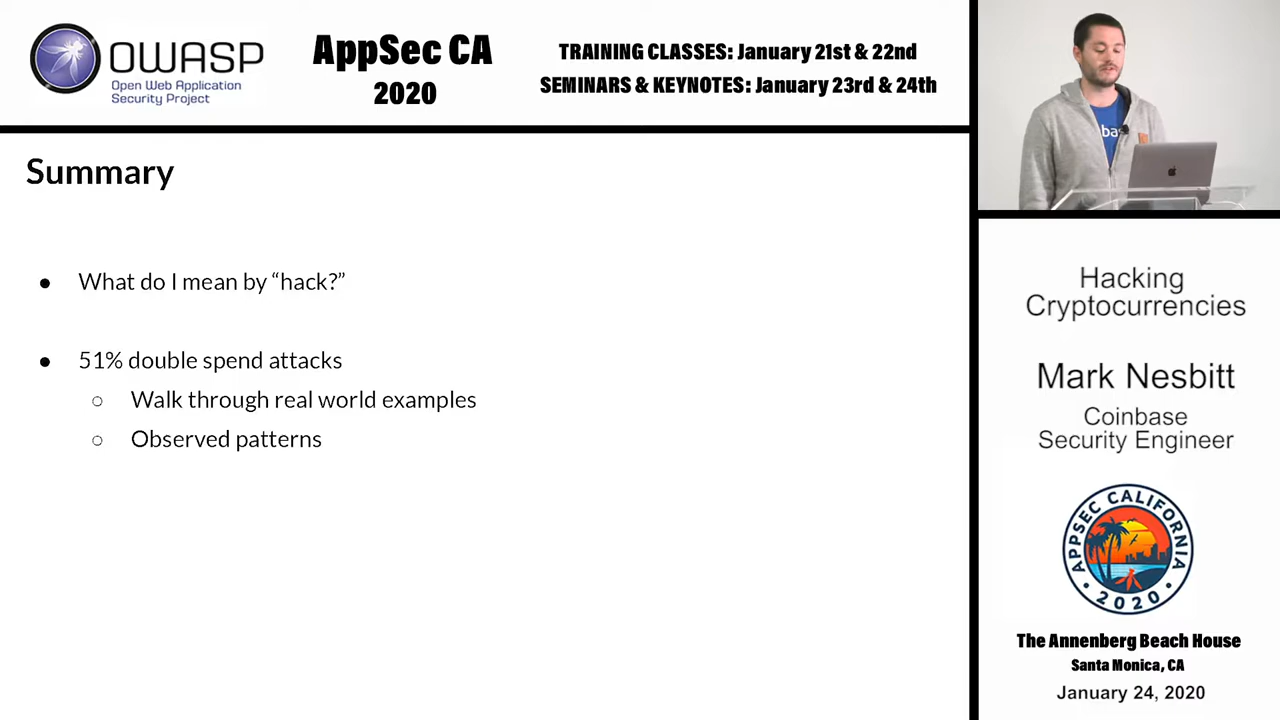 OWASP
Open Web Application
Security Project
AppSec CA
2020
TRAINING CLASSES: January 21st & 22nd
SEMINARS & KEYNOTES: January 23rd & 24th
Summary
● What do I mean by “hack?”
● 51% double spend attacks
○ Walk through real world examples
○ Observed patterns
ba
Hacking
Cryptocurrencies
Mark Nesbitt
Coinbase
Security Engineer
APPSEC CALIFORNIA
• 2020 •
The Annenberg Beach House
Santa Monica, CA
January 24, 2020